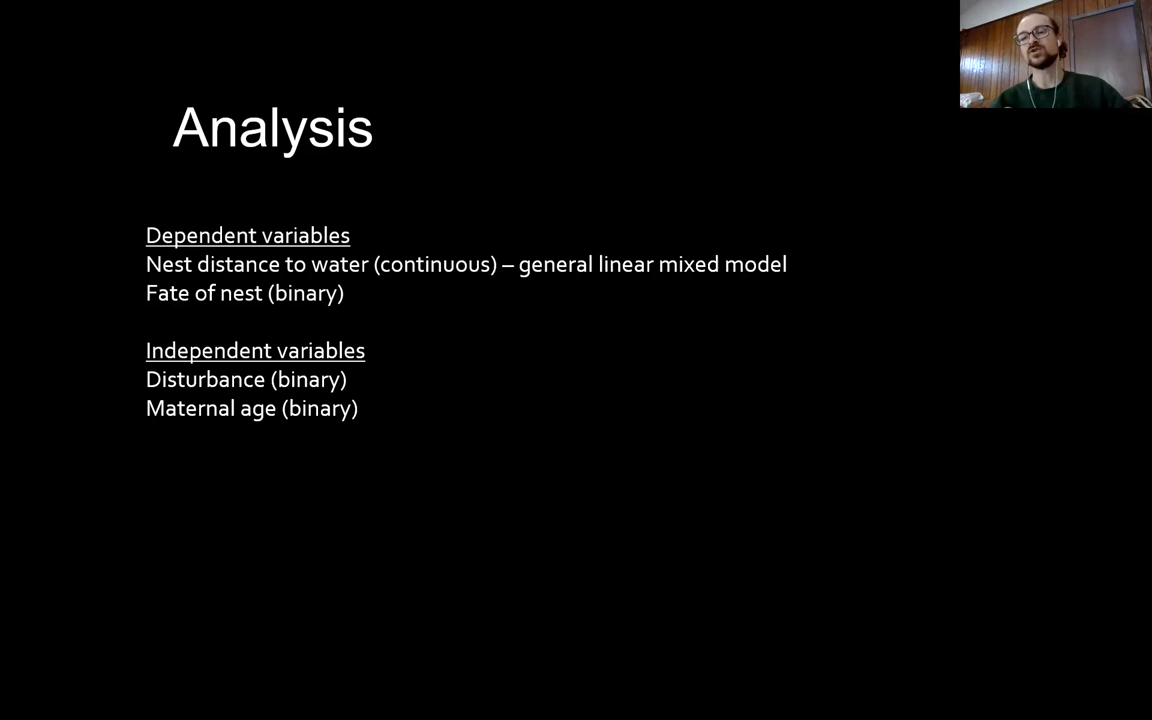 Analysis
Dependent variables
Nest distance to water (continuous) – general linear mixed model
Fate of nest (binary)
Independent variables
Disturbance (binary)
Maternal age (binary)